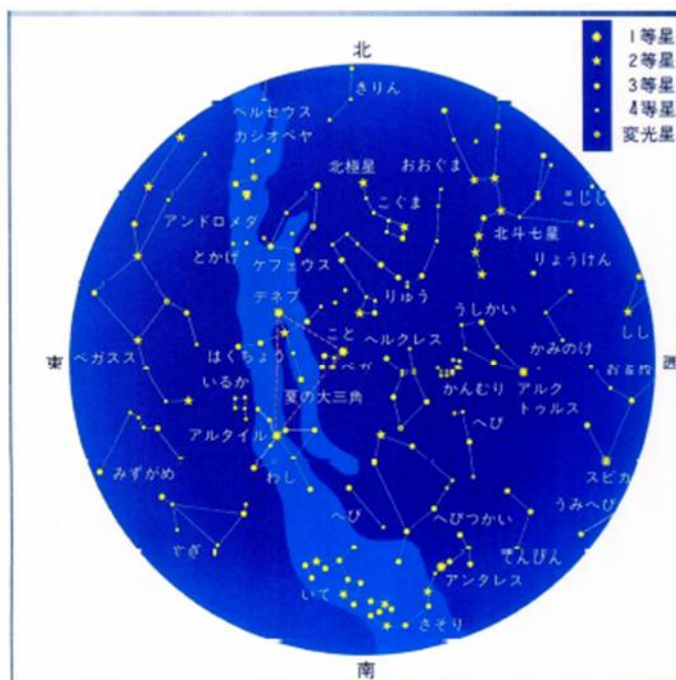 北
1等星
2等星
3等星
4等星
変光星
きりん
ペルセウス
カシオペヤ
北極星
おおぐま
こぐま
こじし
アンドロメダ
北斗七星
とかげ
ケフェウス
りょうけん
デネブ
りゅう
うしかい
こと
ヘルクレス
しし
東
ペガスス
はくちょう
ベガ
かみのけ
西
いるか
夏の大三角
かんむり
アルク
トゥルス
へび
アルタイル
わし
みずがめ
スピカ
へび
へびつかい
うみへび
やぎ
てんびん
アンタレス
いて
さそり
南